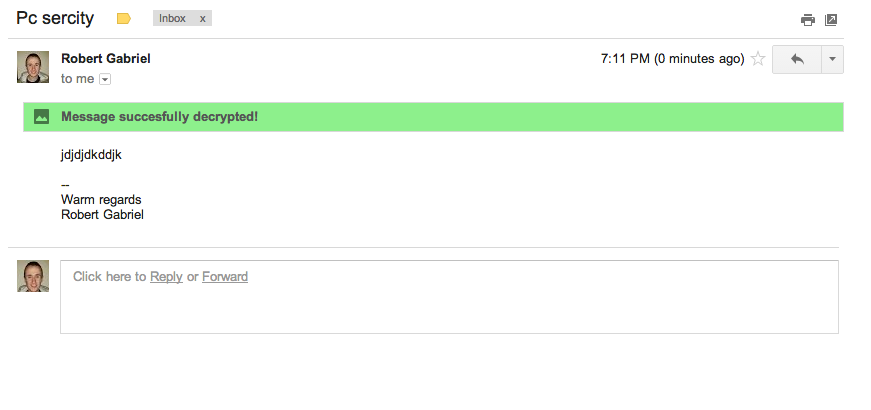 Pc sercity
Inbox x
Robert Gabriel
7:11 PM (0 minutes ago)
to me
Message succesfully decrypted!
jdjdjdkddjk
--
Warm regards
Robert Gabriel
Click here to Reply or Forward